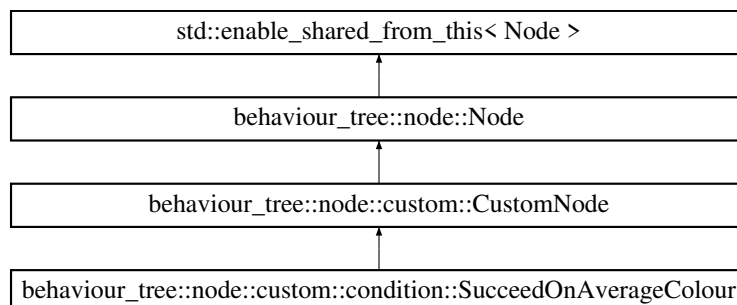 std::enable_shared_from_this< Node >
behaviour_tree::node::Node
behaviour_tree::node::custom::CustomNode
behaviour_tree::node::custom::condition::SucceedOnAverageColour